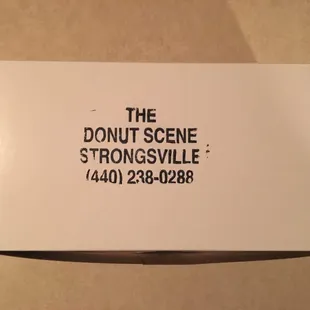 THE
DONUT SCENE
STRONGSVILLE
(440) 238-0288